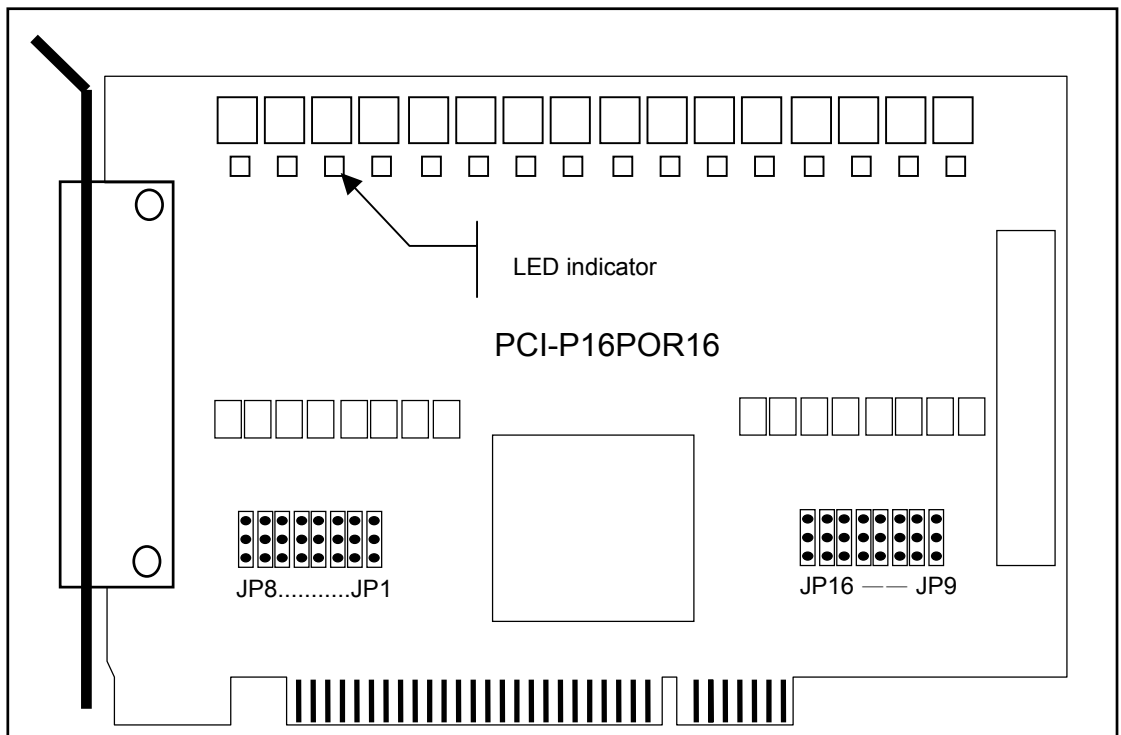 LED indicator
PCI-P16POR16
JP8...........JP1
JP16 —— JP9